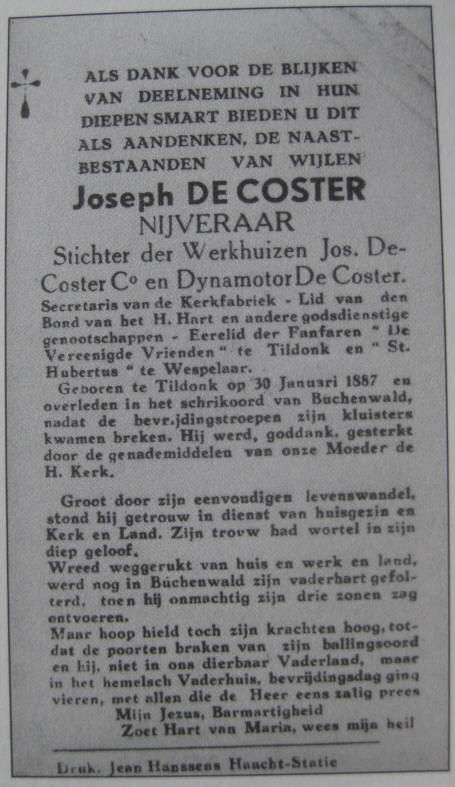 ALS DANK VOOR DE BLIJKEN
VAN DEELNEMING IN HUN
DIEPEN SMART BIEDEN U DIT
ALS AANDENKEN, DE NAAST-
BESTAANDEN VAN WIJLEN
Joseph DE COSTER
NIJVERAAR
Stichter der Werkhuizen Jos. De-
Coster Co en Dynamotor De Coster.
Secretaris van de Kerkfabriek - Lid van den
Bond van het H. Hart en andere godsdienstige
genootschappen - Eerelid der Fanfaren " De
Vereenigde Vrienden " te Tildonk en " St.
Hubertus " te Wespelaar.
Geboren te Tildonk op 30 Januari 1887 en
overleden in het schrikoord van Buchenwald,
nadat de bevr.jdingstroepen zijn kluisters
kwamen breken. Hij werd, goddank, gesterkt
door de genademiddelen van onze Moeder de
H. Kerk.
Groot door zijn eenvoudigen levenswandel,
stond hij getrouw in dienst van huisgezin en
Kerk en Land. Zijn trouw had wortel in zijn
diep geloof.
Wreed weggerukt van huis en werk en land,
werd nog in Buchenwald zijn vaderhart gefol-
terd, toen hij onmachtig zijn drie zonen zag
ontvoeren.
Maar hoop hield toch zijn krachten hoog, tot-
dat de poorten braken van zijn ballingsoord
en hij, niet in ons dierbaar Vaderland, maar
in het hemelsch Vaderhuis, bevrijdingsdag ging
vieren, met allen die de Heer eens zalig prees
Mijn Jezus, Barmartigheid
Zoet Hart van Maria, wees mijn heil
Druk. Jean Hanssens Haacht-Statie